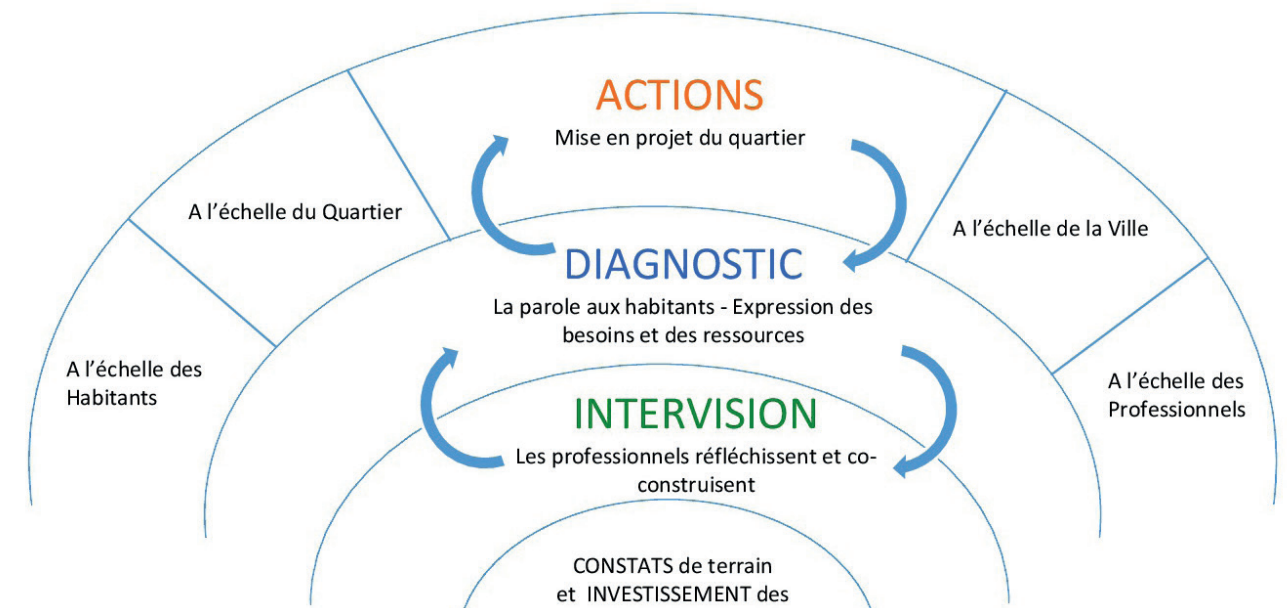 ACTIONS
Mise en projet du quartier
A l’échelle du Quartier
A l’échelle de la Ville
DIAGNOSTIC
La parole aux habitants - Expression des
besoins et des ressources
A l’échelle des
Habitants
A l’échelle des
Professionnels
INTERVISION
Les professionnels réfléchissent et co-
construisent
CONSTATS de terrain
et INVESTISSEMENT des